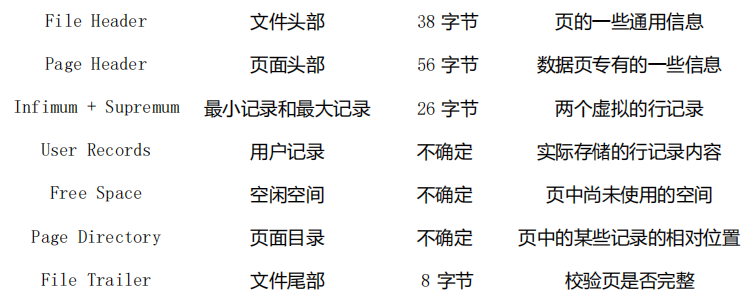 File Header 文件头部 38 字节 页的一些通用信息
Page Header 页面头部 56 字节 数据页专有的一些信息
Infimum + Supremum 最小记录和最大记录 26 字节 两个虚拟的行记录
User Records 用户记录 不确定 实际存储的行记录内容
Free Space 空闲空间 不确定 页中尚未使用的空间
Page Directory 页面目录 不确定 页中的某些记录的相对位置
File Trailer 文件尾部 8 字节 校验页是否完整